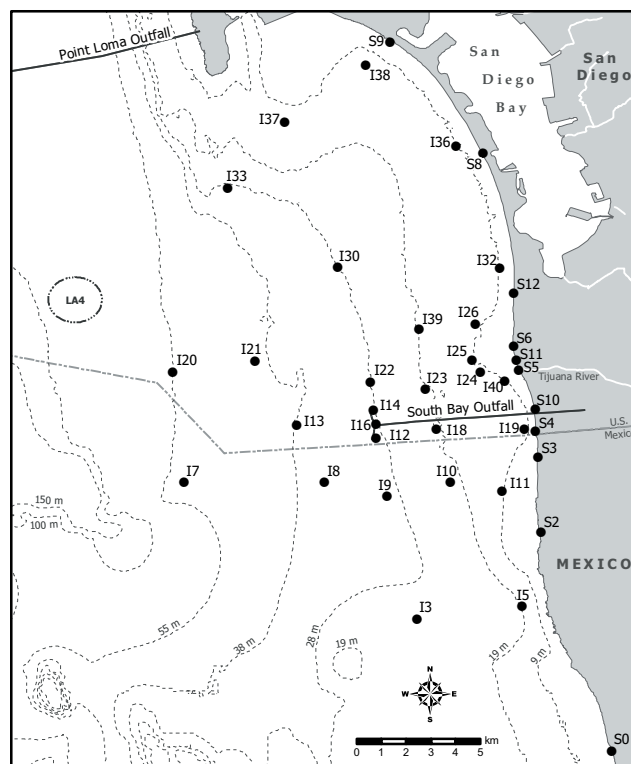 Point Loma Outfall
S9
I38
San
Diego
Bay
San
Diego
I37
I36
S8
I33
I30
I32
S12
LA4
I39
I26
S6
I20
I21
I25
S11
S5
I24
Tijuana River
I22
I23
I40
I14
South Bay Outfall
S10
I13
I16
I12
I18
I19
S4
U.S.
Mexico
S3
I7
I8
I9
I10
I11
150 m
100 m
S2
MEXICO
55 m
38 m
28 m
19 m
I3
I5
19 m
9 m
N
W
E
S
S0
0 1 2 3 4 5
km